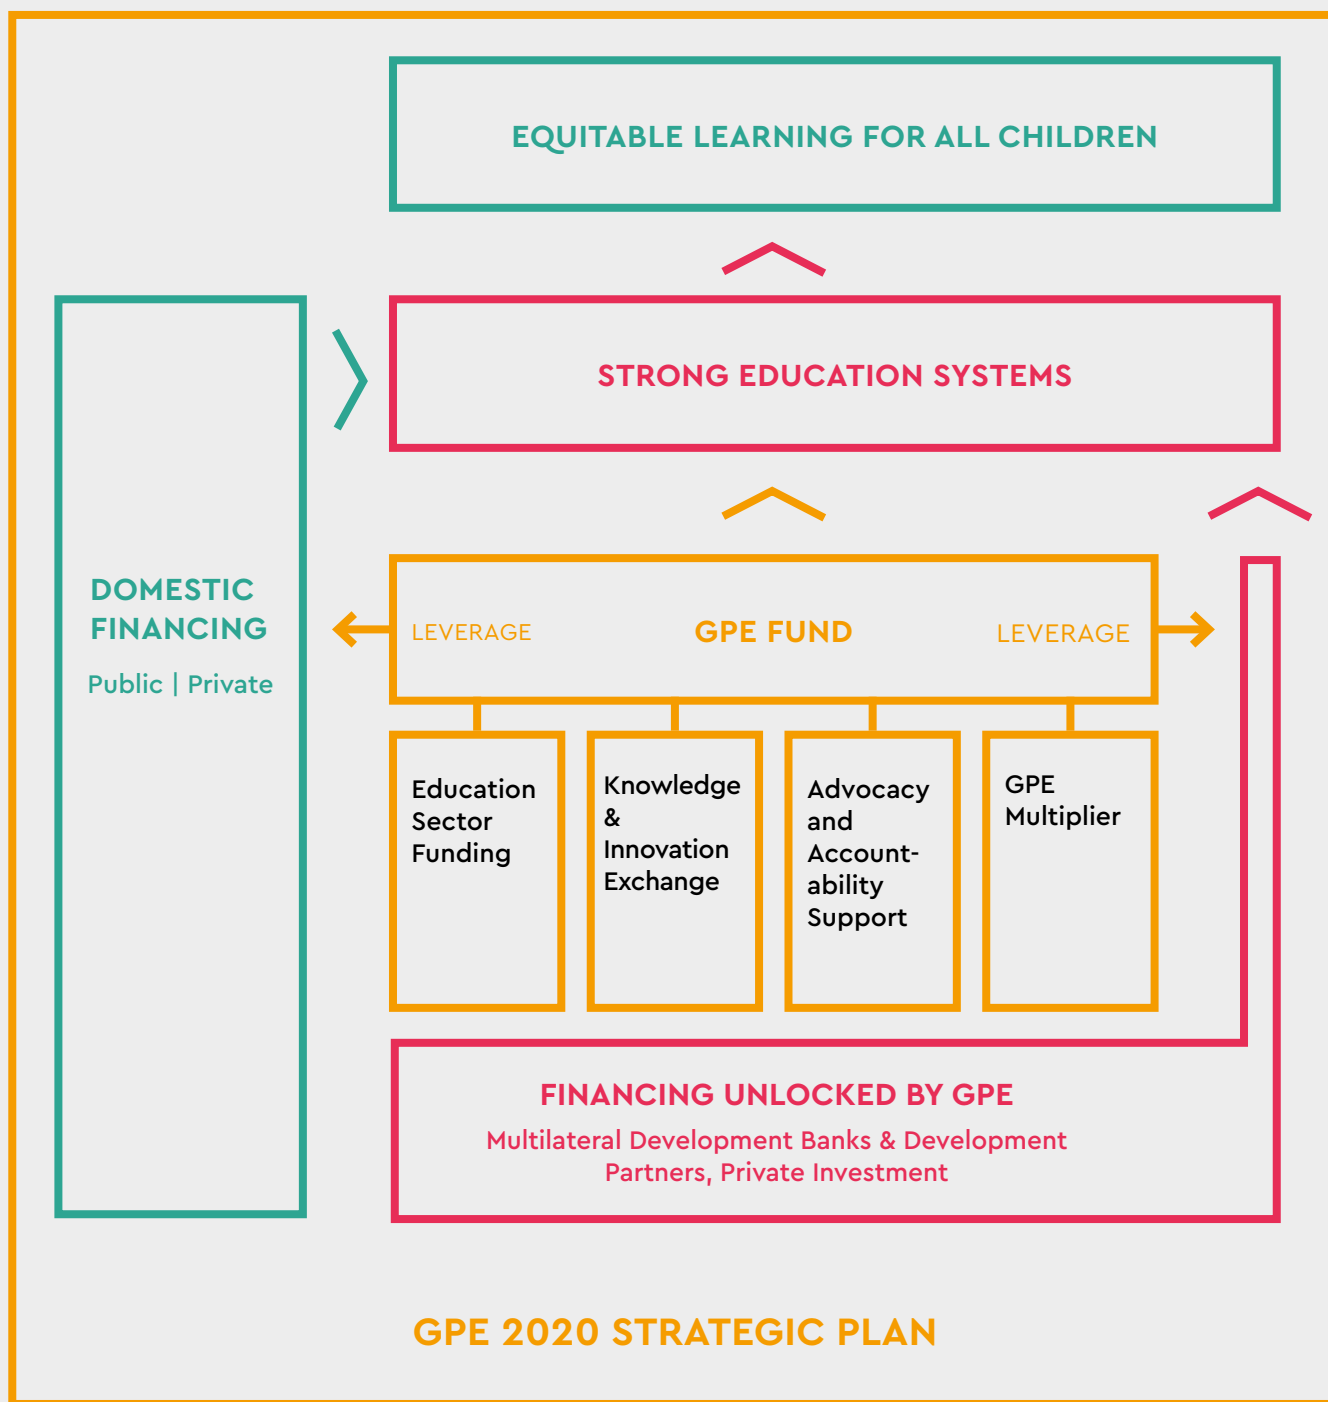 EQUITABLE LEARNING FOR ALL CHILDREN
STRONG EDUCATION SYSTEMS
DOMESTIC
FINANCING
Public | Private
LEVERAGE
GPE FUND
LEVERAGE
Education
Sector
Funding
Knowledge
&
Innovation
Exchange
Advocacy
and
Account-
ability
Support
GPE
Multiplier
FINANCING UNLOCKED BY GPE
Multilateral Development Banks & Development
Partners, Private Investment
GPE 2020 STRATEGIC PLAN